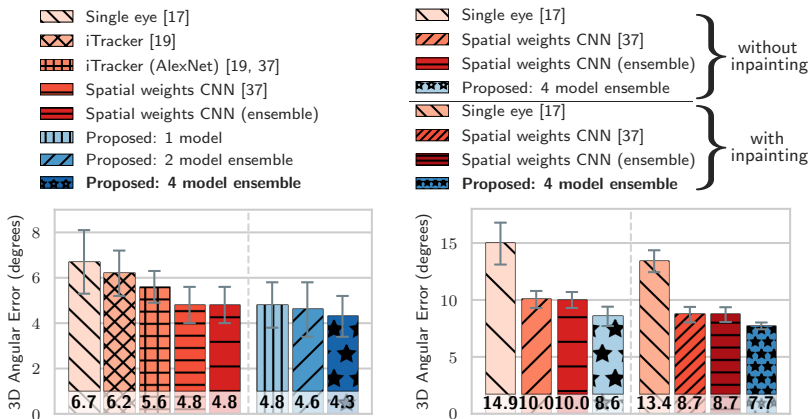 Single eye [17]
iTracker [19]
iTracker (AlexNet) [19, 37]
Spatial weights CNN [37]
Spatial weights CNN (ensemble)
Proposed: 1 model
Proposed: 2 model ensemble
Proposed: 4 model ensemble
3D Angular Error (degrees)
8
6
4
2
0
6.7 6.2 5.6 4.8 4.8 4.8 4.6 4.3
Single eye [17]
Spatial weights CNN [37]
Spatial weights CNN (ensemble)
Proposed: 4 model ensemble
without
inpainting
Single eye [17]
Spatial weights CNN [37]
Spatial weights CNN (ensemble)
Proposed: 4 model ensemble
with
inpainting
3D Angular Error (degrees)
15
10
5
0
14.9 10.0 10.0 8.6 13.4 8.7 8.7 7.7